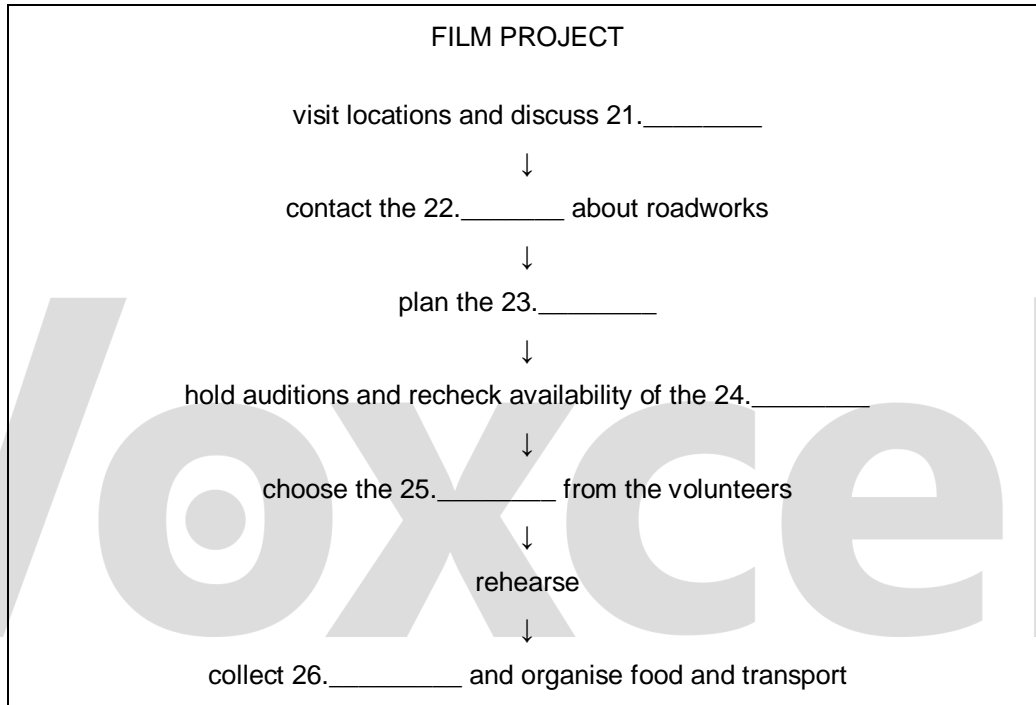 FILM PROJECT
visit locations and discuss 21.________
↓
contact the 22._______ about roadworks
↓
plan the 23.________
↓
hold auditions and recheck availability of the 24.________
↓
choose the 25.________ from the volunteers
↓
rehearse
↓
collect 26._________ and organise food and transport